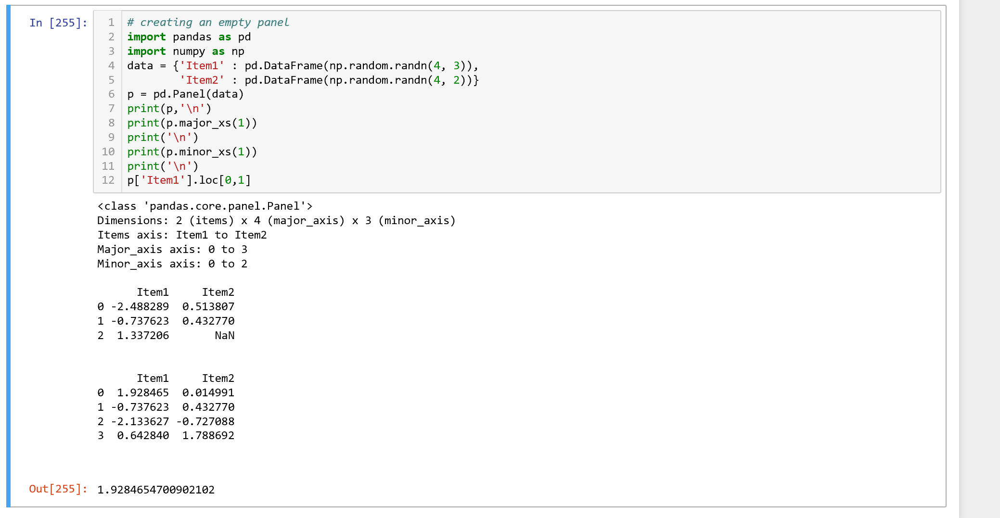 In [255]:
1 # creating an empty panel
2 import pandas as pd
3 import numpy as np
4 data = {'Item1' : pd.DataFrame(np.random.randn(4, 3)),
5         'Item2' : pd.DataFrame(np.random.randn(4, 2))}
6 p = pd.Panel(data)
7 print(p,'\n')
8 print(p.major_xs(1))
9 print('\n')
10 print(p.minor_xs(1))
11 print('\n')
12 p['Item1'].loc[0,1]
<class 'pandas.core.panel.Panel'>
Dimensions: 2 (items) x 4 (major_axis) x 3 (minor_axis)
Items axis: Item1 to Item2
Major_axis axis: 0 to 3
Minor_axis axis: 0 to 2
      Item1     Item2
0 -2.488289  0.513807
1 -0.737623  0.432770
2  1.337206       NaN
      Item1     Item2
0  1.928465  0.014991
1 -0.737623  0.432770
2 -2.133627 -0.727088
3  0.642840  1.788692
Out[255]: 1.9284654700902102